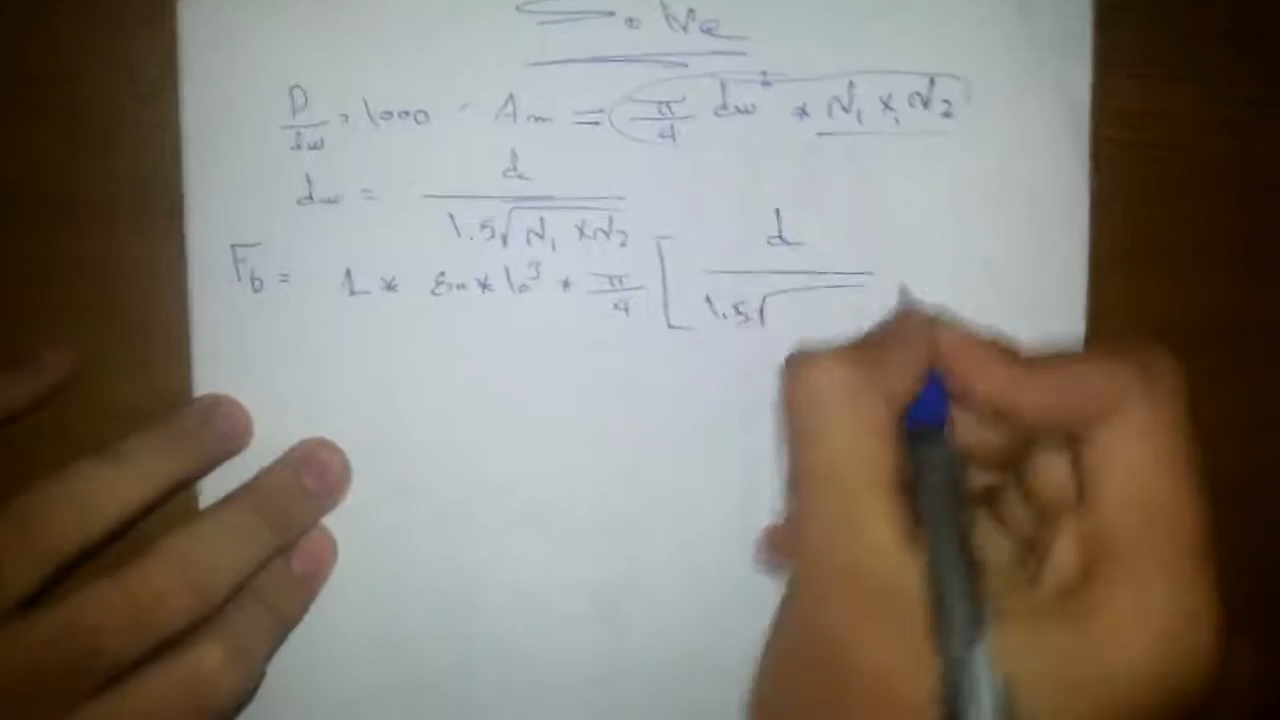 Solve
D/dw = 1000 . Am = π/4 dw² * N1 x N2
dw = d / 1.5√N1 x N2
Fb = 1 * 800 * 10³ * π/4 [ d / 1.5√